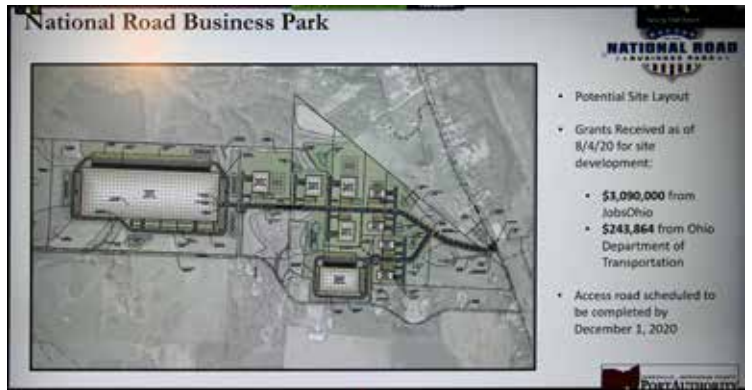 National Road Business Park
NATIONAL ROAD
BUSINESS PARK
• Potential Site Layout
• Grants Received as of
8/4/20 for site
development:
• $3,090,000 from
JobsOhio
• $243,864 from Ohio
Department of
Transportation
• Access road scheduled to
be completed by
December 1, 2020
PORT AUTHORITY